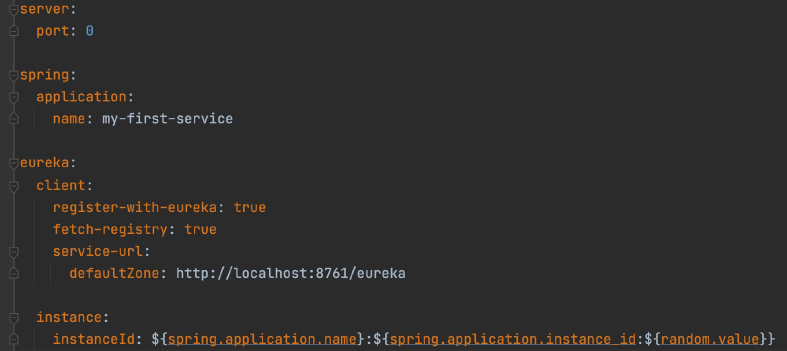 server:
  port: 0
spring:
  application:
    name: my-first-service
eureka:
  client:
    register-with-eureka: true
    fetch-registry: true
    service-url:
      defaultZone: http://localhost:8761/eureka
  instance:
    instanceId: ${spring.application.name}:${spring.application.instance_id:${random.value}}